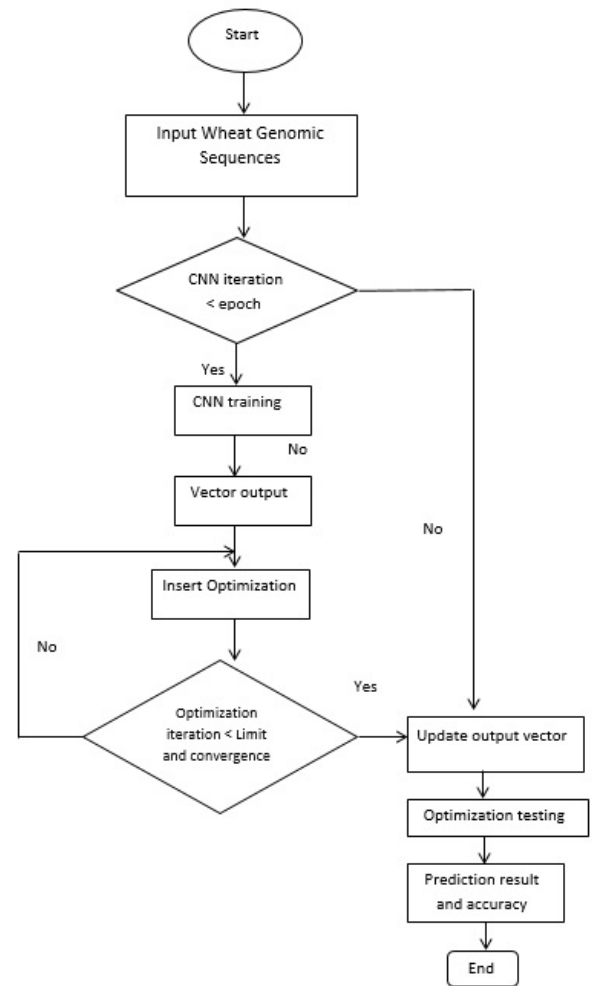 Start
Input Wheat Genomic
Sequences
CNN iteration
< epoch
Yes
CNN training
No
Vector output
No
Insert Optimization
No
Yes
Optimization
iteration < Limit
and convergence
Update output vector
Optimization testing
Prediction result
and accuracy
End